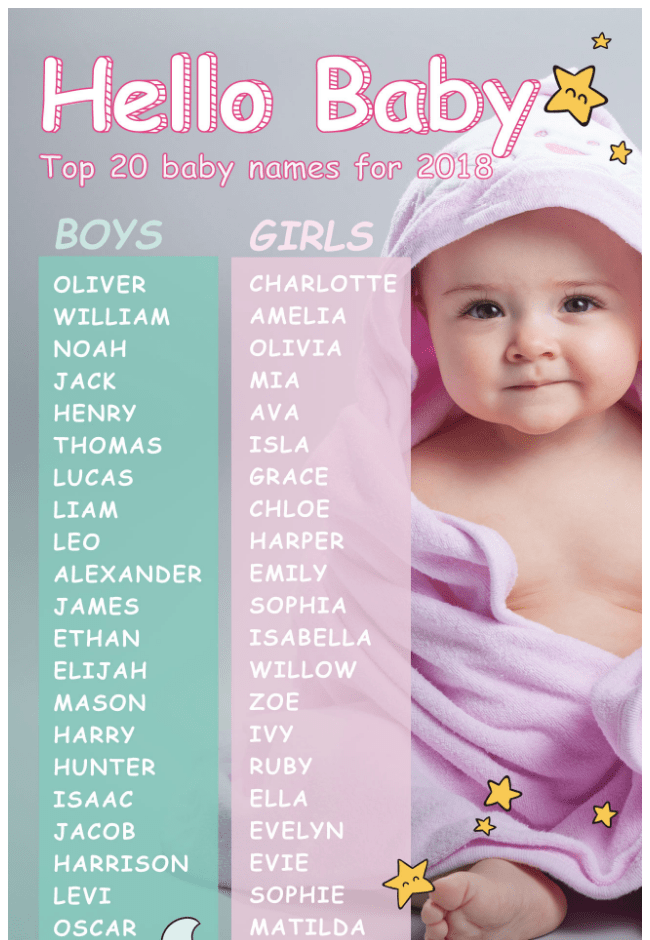 Hello Baby
Top 20 baby names for 2018
BOYS
OLIVER
WILLIAM
NOAH
JACK
HENRY
THOMAS
LUCAS
LIAM
LEO
ALEXANDER
JAMES
ETHAN
ELIJAH
MASON
HARRY
HUNTER
ISAAC
JACOB
HARRISON
LEVI
OSCAR
GIRLS
CHARLOTTE
AMELIA
OLIVIA
MIA
AVA
ISLA
GRACE
CHLOE
HARPER
EMILY
SOPHIA
ISABELLA
WILLOW
ZOE
IVY
RUBY
ELLA
EVELYN
EVIE
SOPHIE
MATILDA